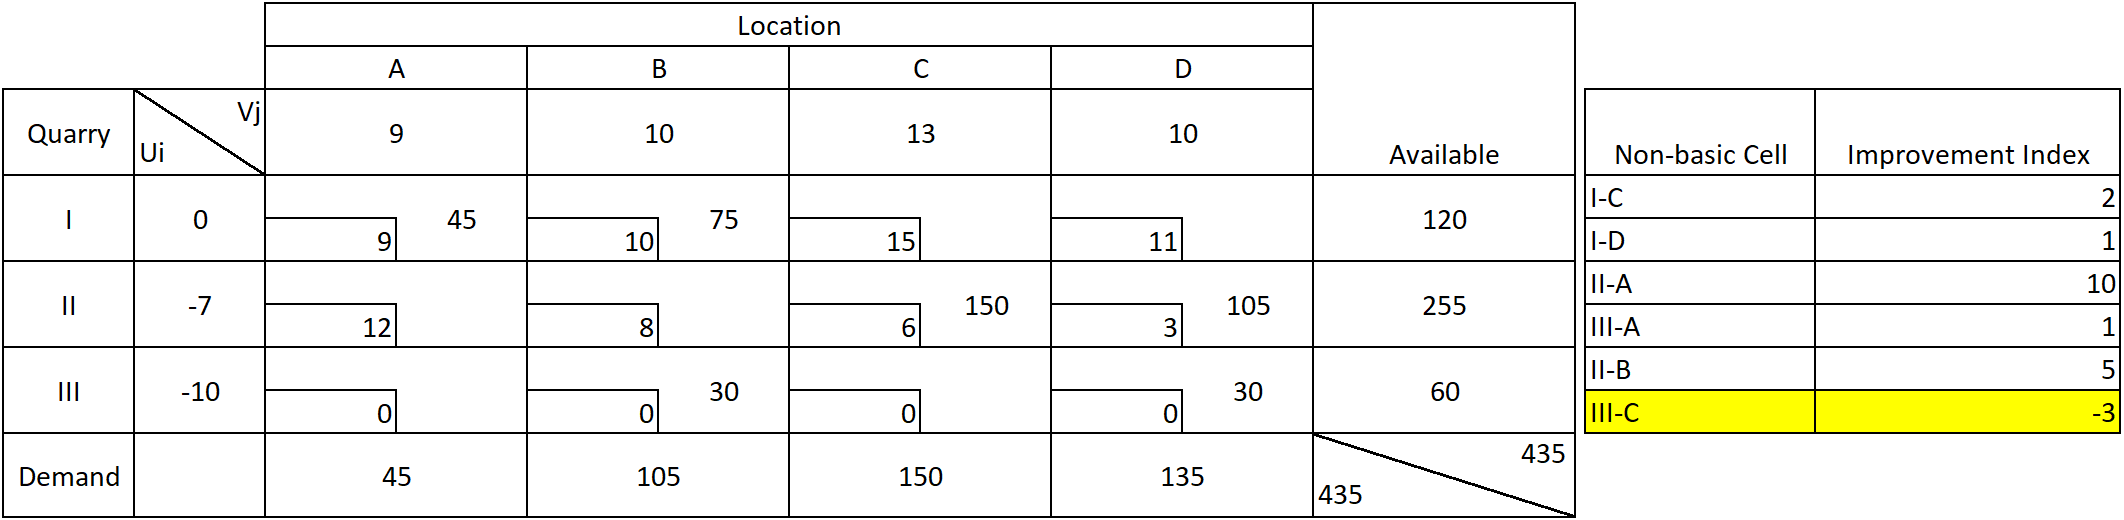 Location
A B C D
Quarry Vj Ui 9 10 13 10 Available Non-basic Cell Improvement Index
I 0 9 45 10 75 15 11 120 I-C 2
I-D 1
II -7 12 8 6 150 3 105 255 II-A 10
III-A 1
III -10 0 0 30 0 0 30 60 II-B 5
III-C -3
Demand 45 105 150 135 435 435